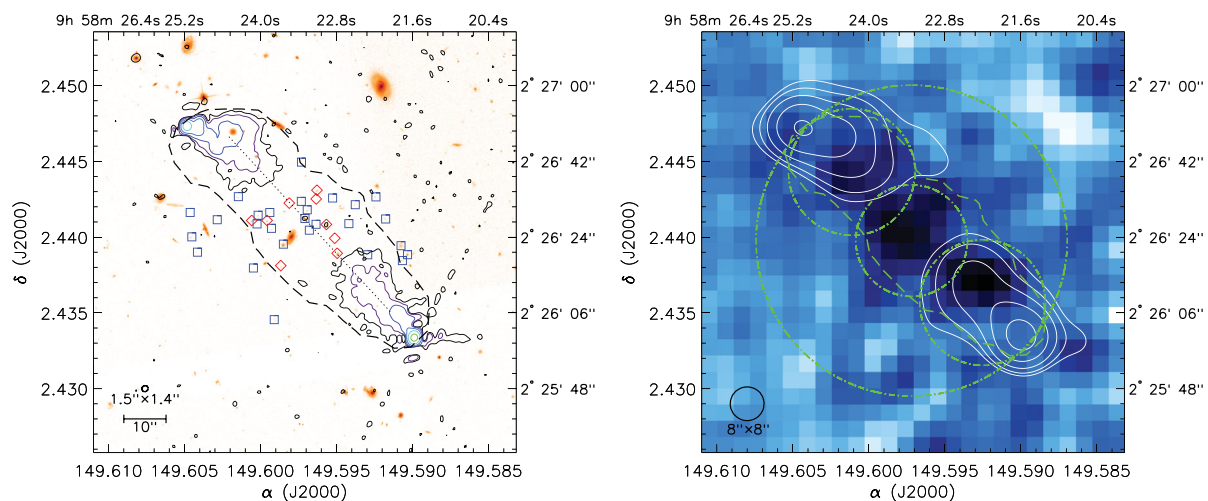 9h 58m 26.4s 25.2s 24.0s 22.8s 21.6s 20.4s
2.450
2.445
2.440
2.435
2.430
δ (J2000)
2° 27' 00"
2° 26' 42"
2° 26' 24"
2° 26' 06"
2° 25' 48"
1.5"×1.4"
10"
149.610 149.605 149.600 149.595 149.590 149.585
α (J2000)
9h 58m 26.4s 25.2s 24.0s 22.8s 21.6s 20.4s
2.450
2.445
2.440
2.435
2.430
δ (J2000)
2° 27' 00"
2° 26' 42"
2° 26' 24"
2° 26' 06"
2° 25' 48"
8"×8"
149.610 149.605 149.600 149.595 149.590 149.585
α (J2000)